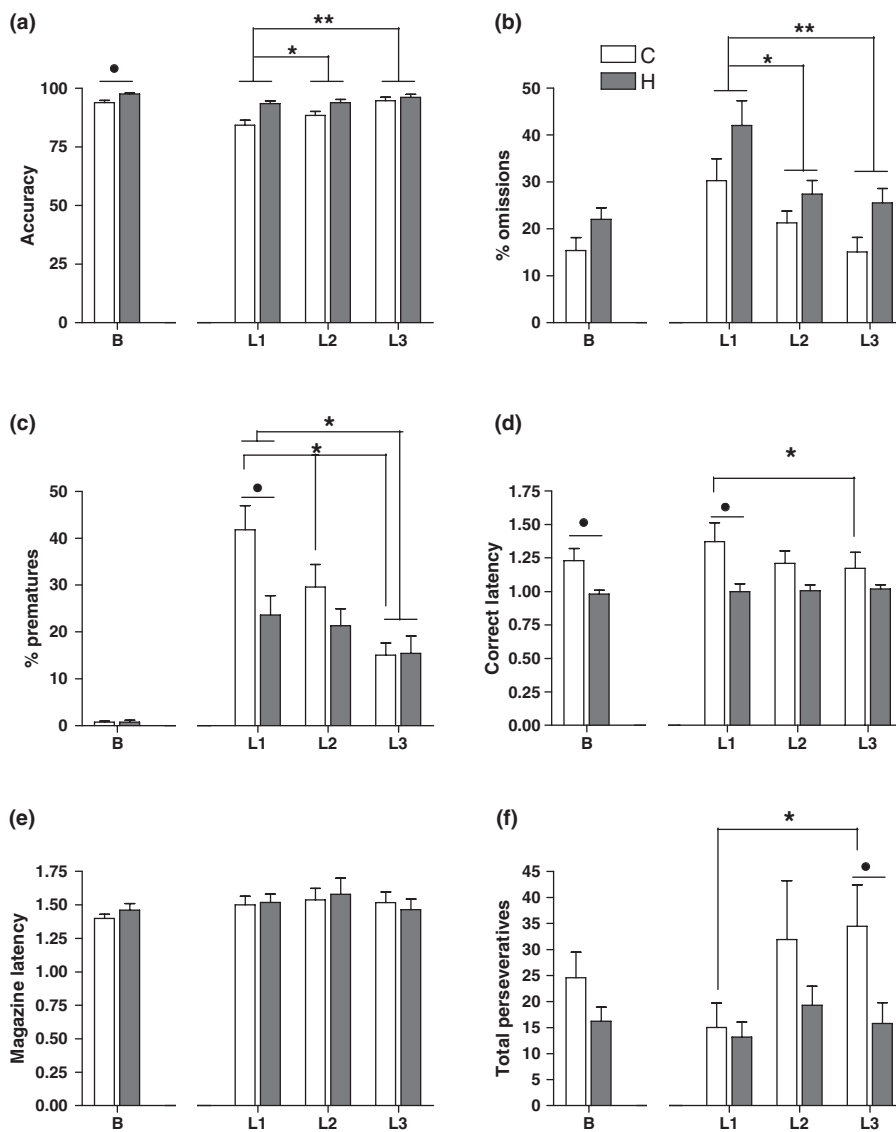 (a)
**
*
•
Accuracy
100
75
50
25
0
B L1 L2 L3
(b)
C
H
**
*
% omissions
50
40
30
20
10
0
B L1 L2 L3
(c)
*
*
•
% prematures
50
40
30
20
10
0
B L1 L2 L3
(d)
*
•
•
Correct latency
1.75
1.50
1.25
1.00
0.75
0.50
0.25
0.00
B L1 L2 L3
(e)
Magazine latency
1.75
1.50
1.25
1.00
0.75
0.50
0.25
0.00
B L1 L2 L3
(f)
*
•
Total perseveratives
45
40
35
30
25
20
15
10
5
0
B L1 L2 L3